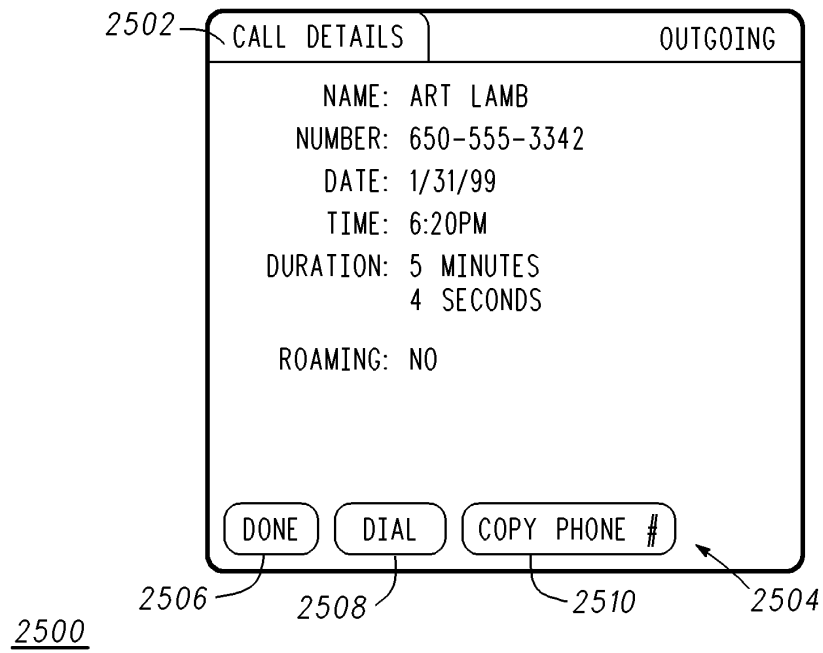 2502
CALL DETAILS OUTGOING
NAME: ART LAMB
NUMBER: 650-555-3342
DATE: 1/31/99
TIME: 6:20PM
DURATION: 5 MINUTES
4 SECONDS
ROAMING: NO
DONE DIAL COPY PHONE #
2506 2508 2510 2504
2500